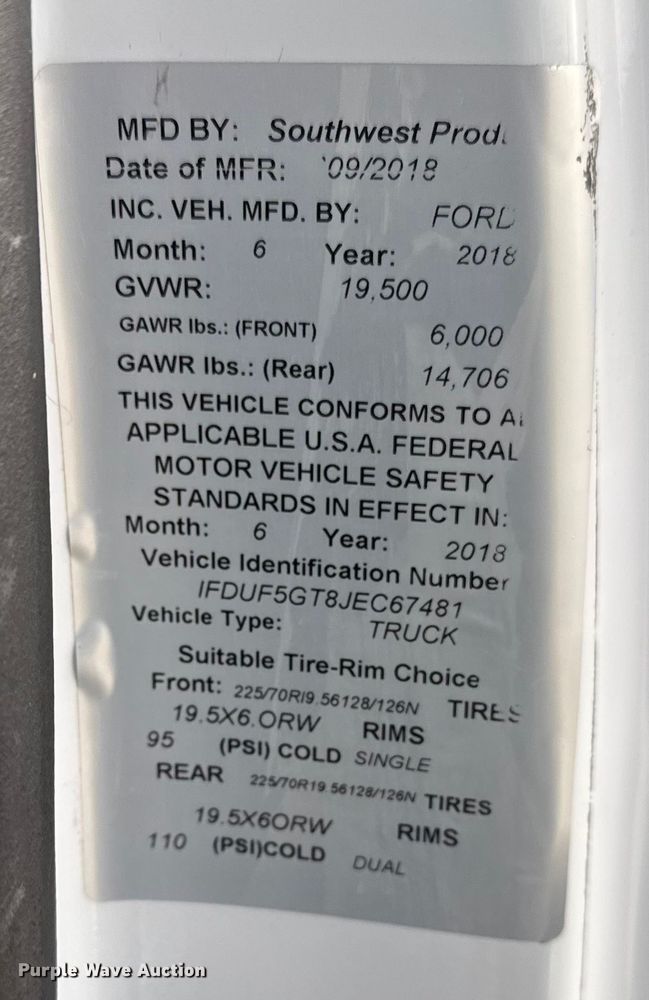 MFD BY: Southwest Prod
Date of MFR: '09/2018
INC. VEH. MFD. BY: FORD
Month: 6 Year: 2018
GVWR: 19,500
GAWR lbs.: (FRONT) 6,000
GAWR lbs.: (Rear) 14,706
THIS VEHICLE CONFORMS TO
APPLICABLE U.S.A. FEDERAL
MOTOR VEHICLE SAFETY
STANDARDS IN EFFECT IN:
Month: 6 Year: 2018
Vehicle Identification Number
IFDUF5GT8JEC67481
Vehicle Type: TRUCK
Suitable Tire-Rim Choice
Front: 225/70RI9.56128/126N TIRES
19.5X6.ORW RIMS
95 (PSI) COLD SINGLE
REAR 225/70R19.56128/126N TIRES
19.5X6ORW RIMS
110 (PSI)COLD DUAL
Purple Wave Auction